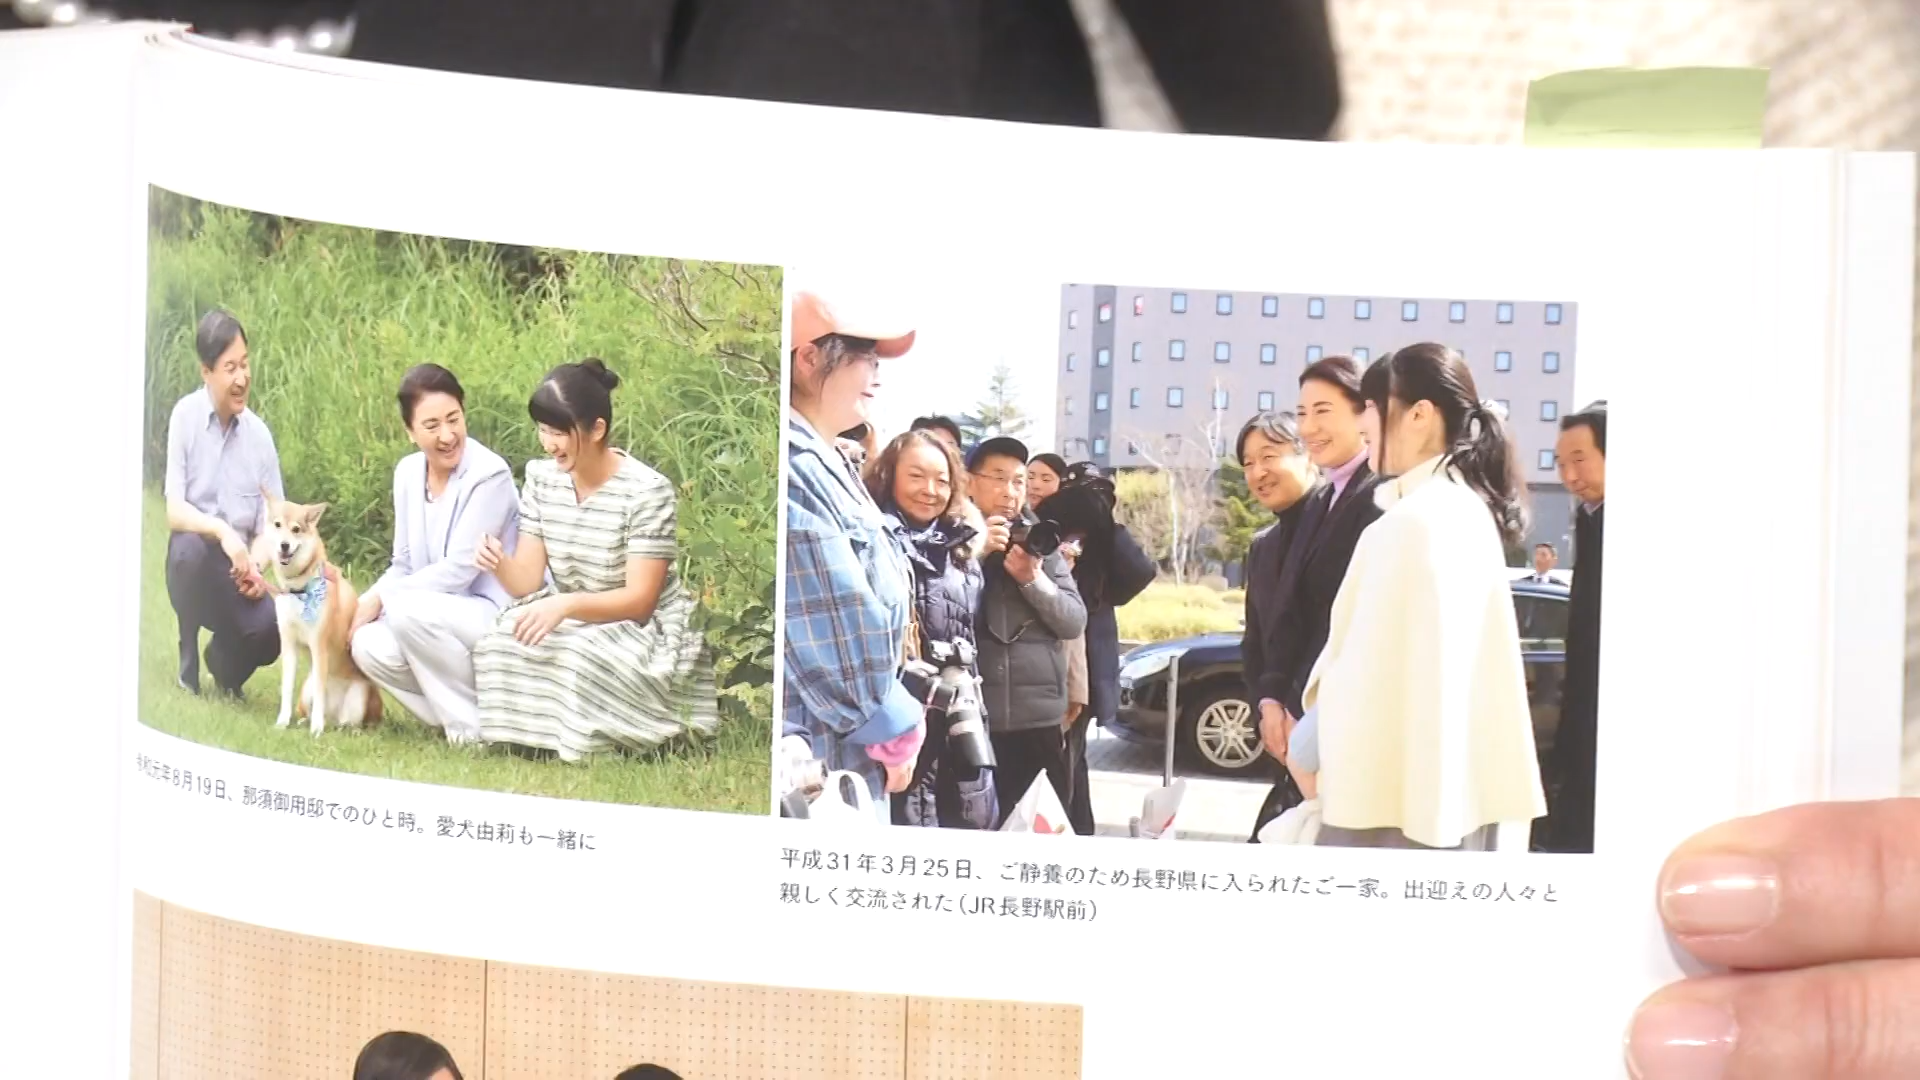 令和元年8月19日、那須御用邸でのひと時。愛犬由莉も一緒に
平成31年3月25日、ご静養のため長野県に入られたご一家。出迎えの人々と
親しく交流された(JR長野駅前)